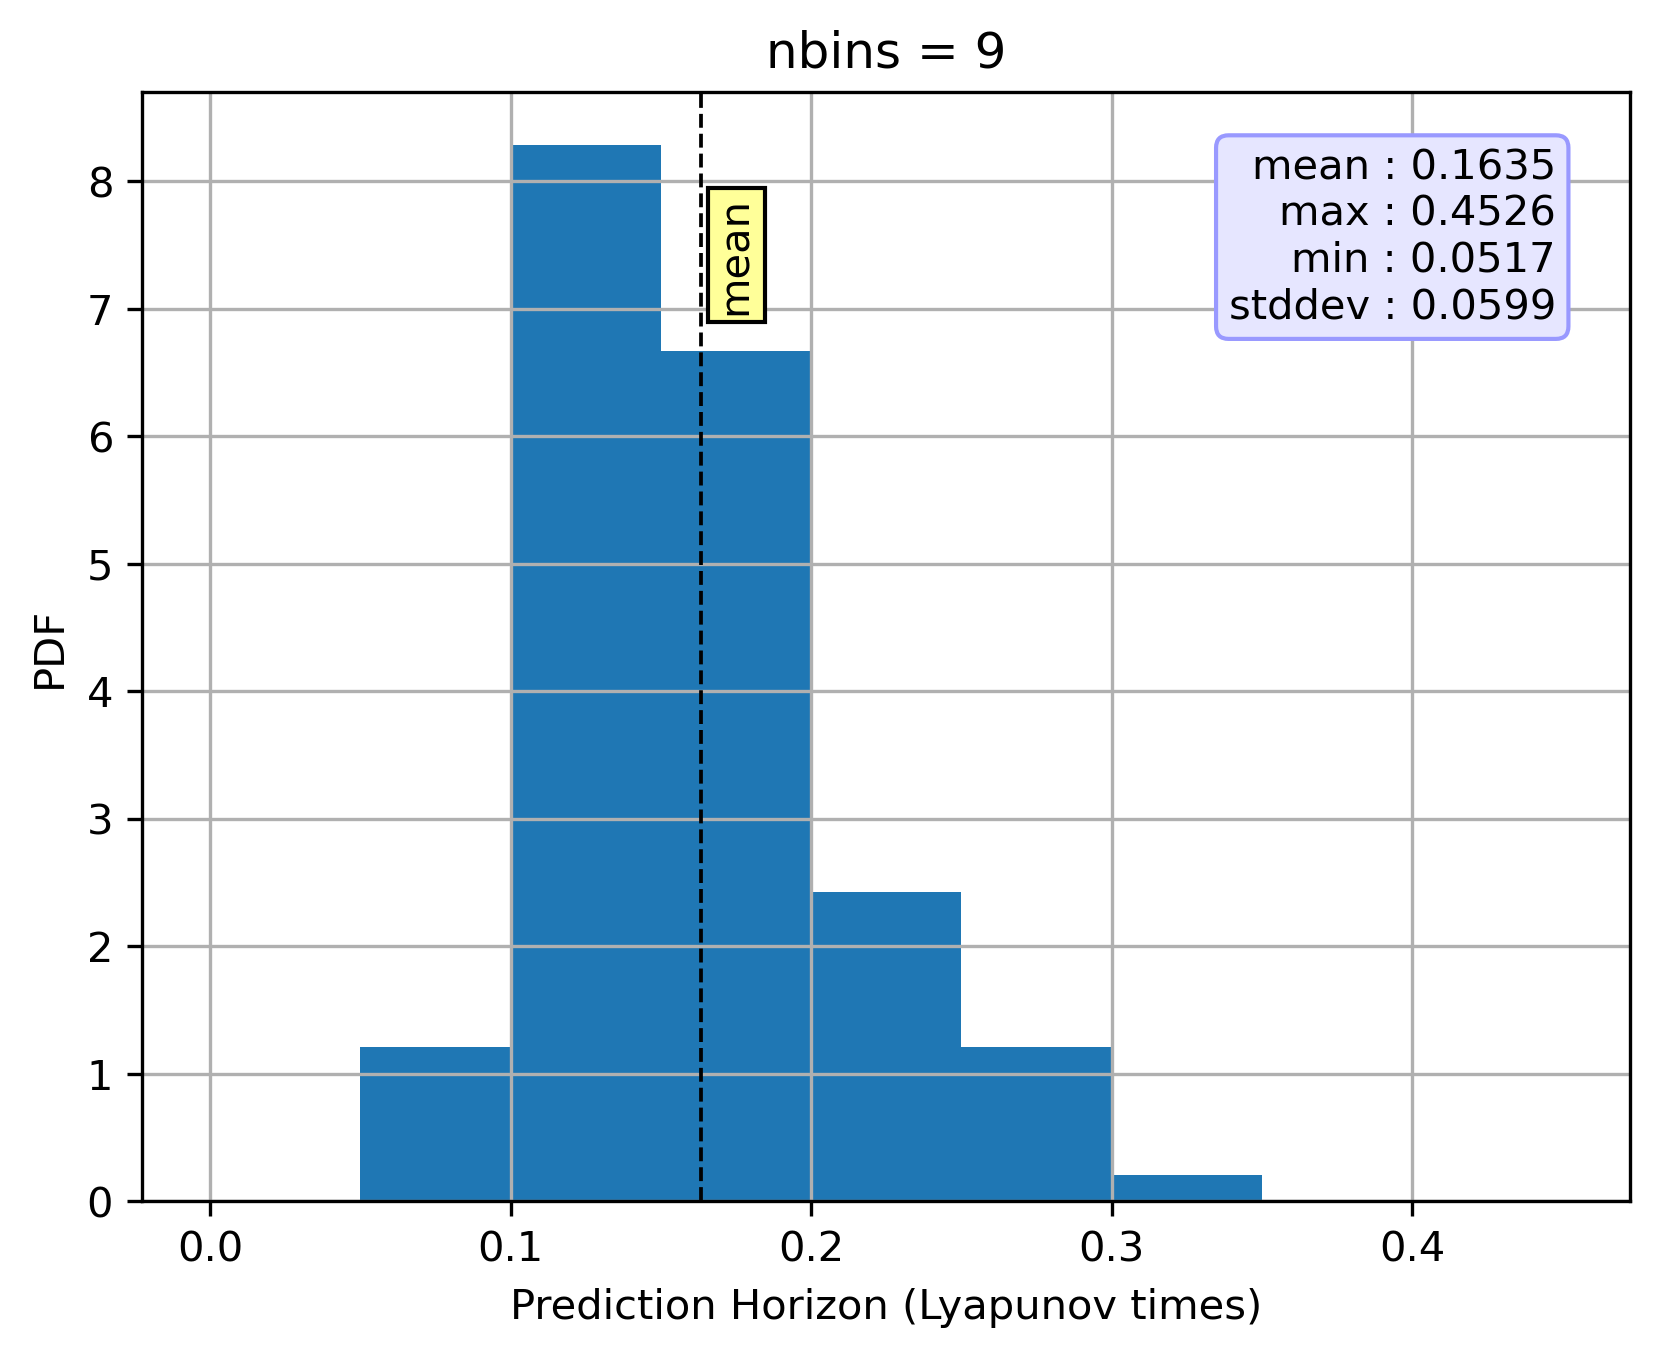 nbins = 9
mean : 0.1635
max : 0.4526
min : 0.0517
stddev : 0.0599
mean
PDF
8
7
6
5
4
3
2
1
0
0.0 0.1 0.2 0.3 0.4
Prediction Horizon (Lyapunov times)